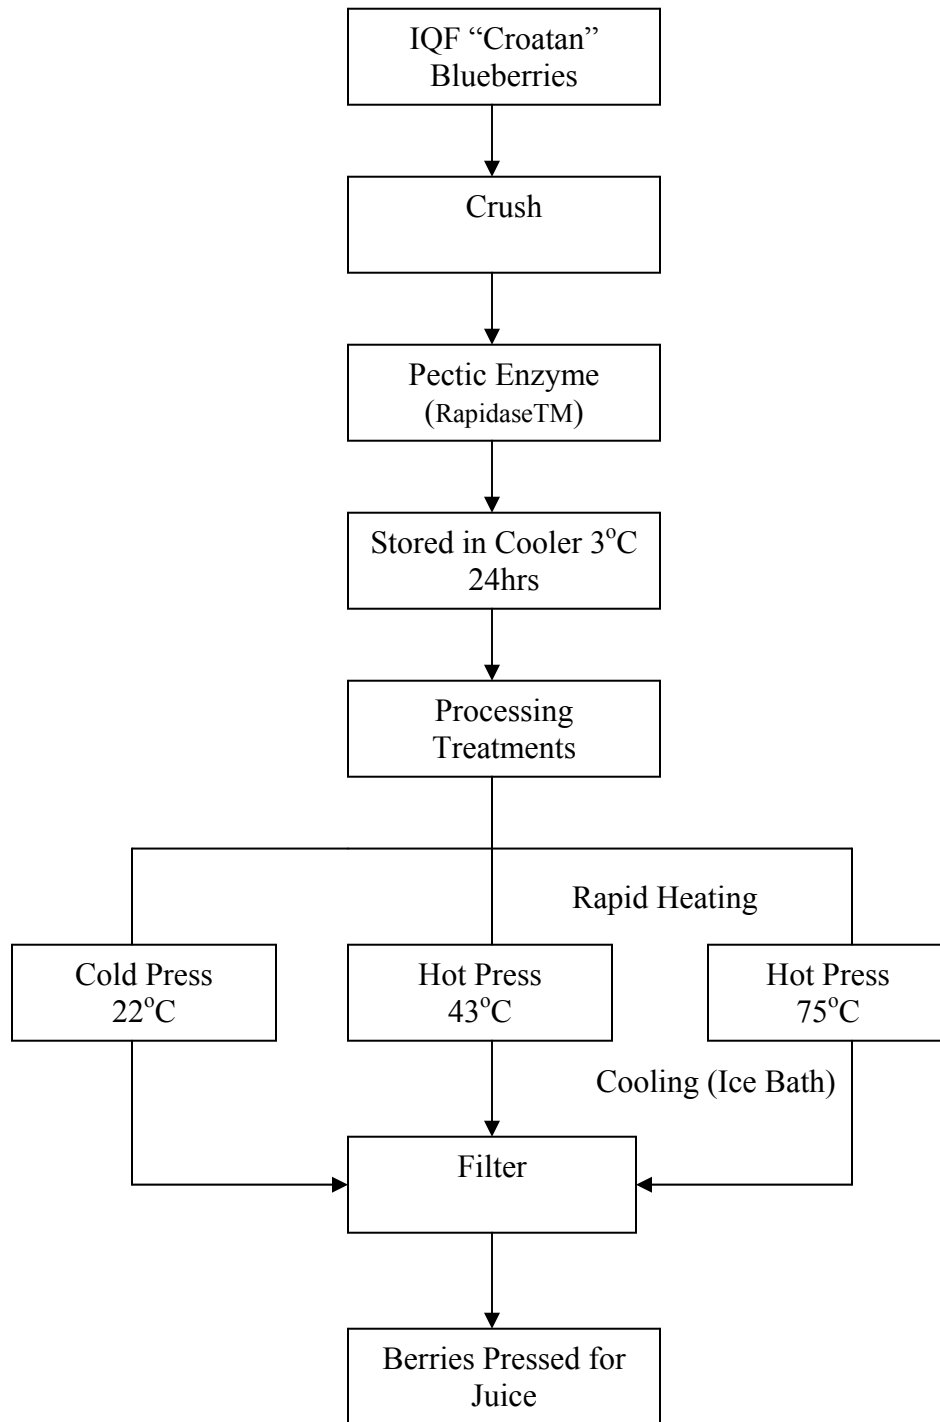 IQF “Croatan”
Blueberries
Crush
Pectic Enzyme
(RapidaseTM)
Stored in Cooler 3°C
24hrs
Processing
Treatments
Rapid Heating
Cold Press
22°C
Hot Press
43°C
Hot Press
75°C
Cooling (Ice Bath)
Filter
Berries Pressed for
Juice